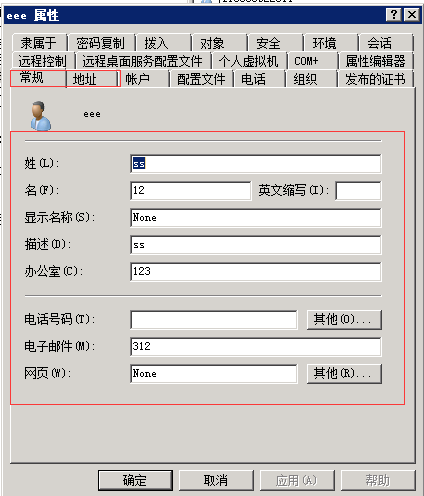 eee 属性
隶属于 密码复制 拨入 对象 安全 环境 会话
远程控制 远程桌面服务配置文件 个人虚拟机 COM+ 属性编辑器
常规 地址 帐户 配置文件 电话 组织 发布的证书
eee
姓(L): ss
名(F): 12 英文缩写(I):
显示名称(S): None
描述(D): ss
办公室(C): 123
电话号码(T): 其他(O)...
电子邮件(M): 312
网页(W): None 其他(R)...
确定 取消 应用(A) 帮助